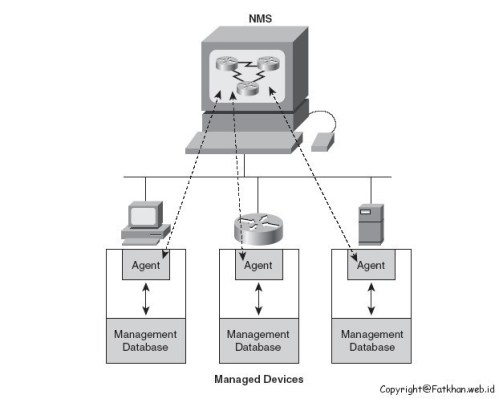 NMS
Agent
Agent
Agent
Management
Database
Management
Database
Management
Database
Managed Devices
Copyright@Fatkhan.web.id